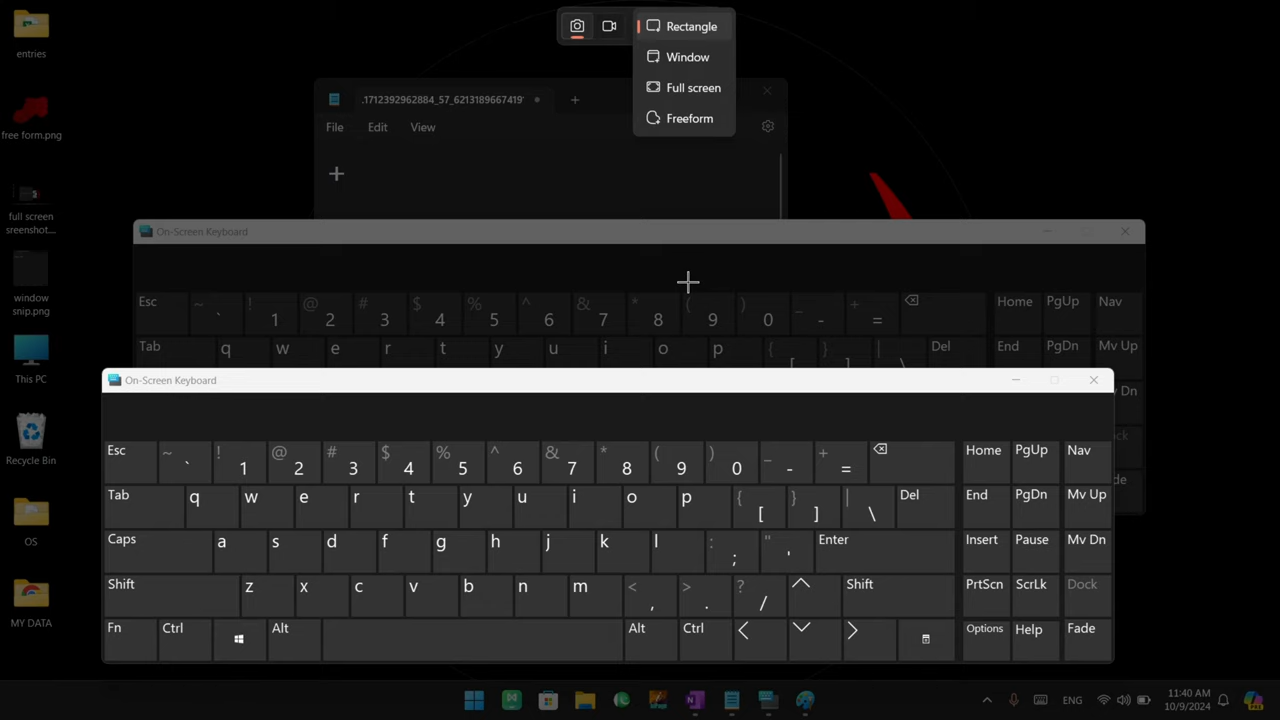 Rectangle
Window
Full screen
Freeform
entries
free form.png
full screen
sreenshot...
window
snip.png
This PC
Recycle Bin
OS
MY DATA
.1712392962884_57_6213189667419
File Edit View
On-Screen Keyboard
Esc ~ ` ! 1 @ 2 # 3 $ 4 % 5 ^ 6 & 7 * 8 ( 9 ) 0 _ - + = Home PgUp Nav
Tab q w e r t y u i o p { [ } ] | \ Del End PgDn Mv Up
On-Screen Keyboard
Esc ~ ` ! 1 @ 2 # 3 $ 4 % 5 ^ 6 & 7 * 8 ( 9 ) 0 _ - + = Home PgUp Nav
Tab q w e r t y u i o p { [ } ] | \ Del End PgDn Mv Up
Caps a s d f g h j k l : ; " ' Enter Insert Pause Mv Dn
Shift z x c v b n m < , > . ? / Shift PrtScn ScrLk Dock
Fn Ctrl Alt Alt Ctrl Options Help Fade
ENG
11:40 AM
10/9/2024